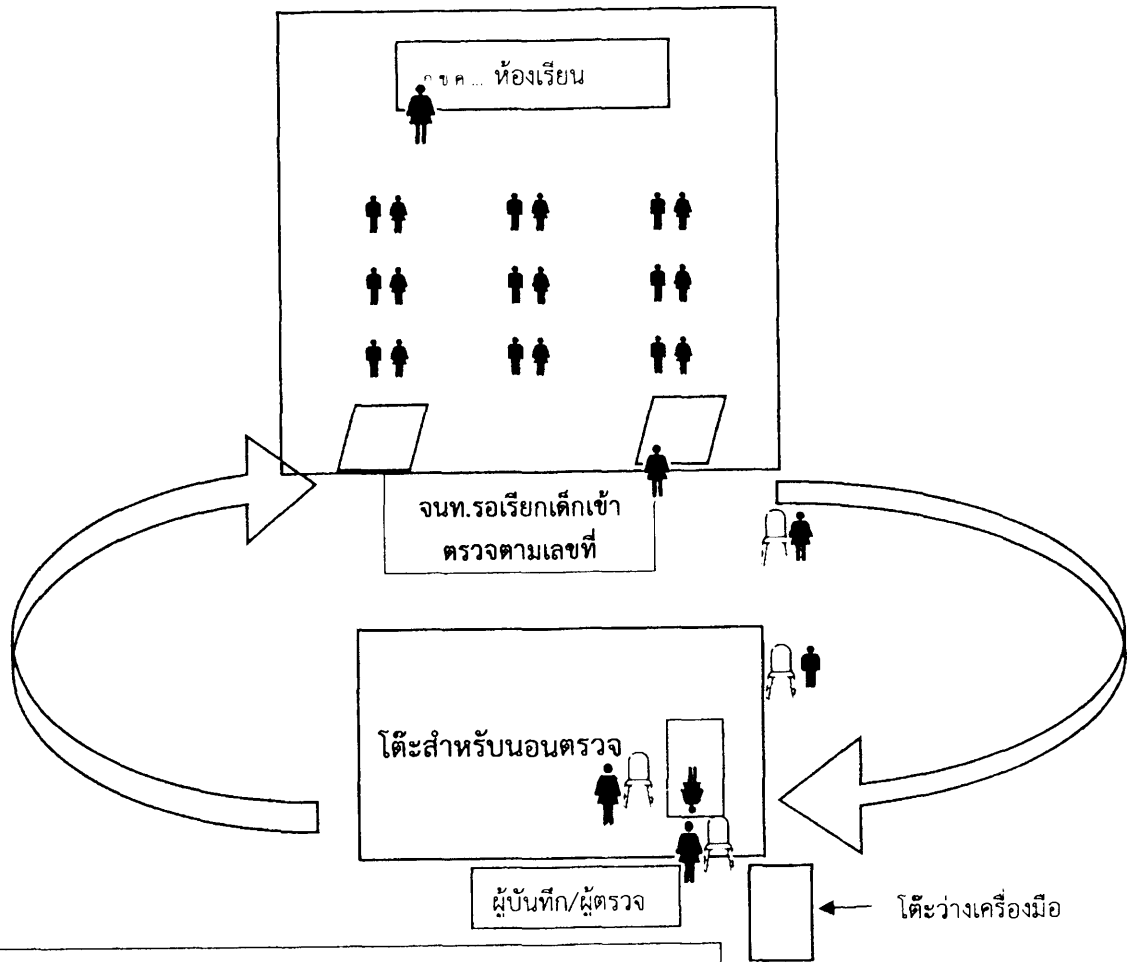 ก ข ค ... ห้องเรียน
จนท.รอเรียกเด็กเข้า
ตรวจตามเลขที่
โต๊ะสำหรับนอนตรวจ
ผู้บันทึก/ผู้ตรวจ
โต๊ะว่างเครื่องมือ